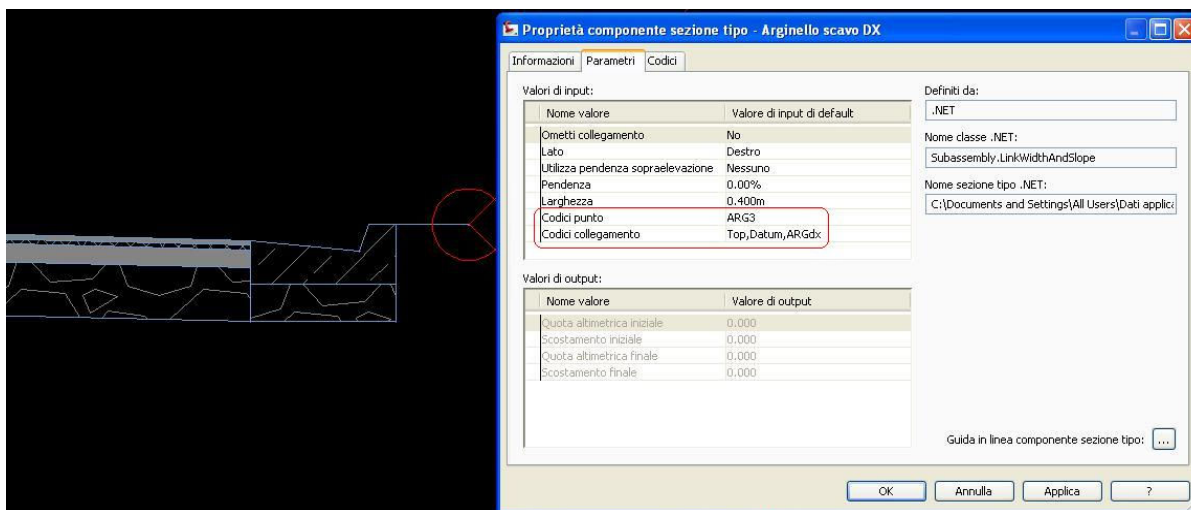 Proprietà componente sezione tipo - Arginello scavo DX
Informazioni Parametri Codici
Valori di input:
Nome valore Valore di input di default
Ometti collegamento No
Lato Destro
Utilizza pendenza sopraelevazione Nessuno
Pendenza 0.00%
Larghezza 0.400m
Codici punto ARG3
Codici collegamento Top,Datum,ARGdx
Valori di output:
Nome valore Valore di output
Quota altimetrica iniziale 0.000
Scostamento iniziale 0.000
Quota altimetrica finale 0.000
Scostamento finale 0.000
Definiti da:
.NET
Nome classe .NET:
Subassembly.LinkWidthAndSlope
Nome sezione tipo .NET:
C:\Documents and Settings\All Users\Dati applica
Guida in linea componente sezione tipo: ...
OK Annulla Applica ?